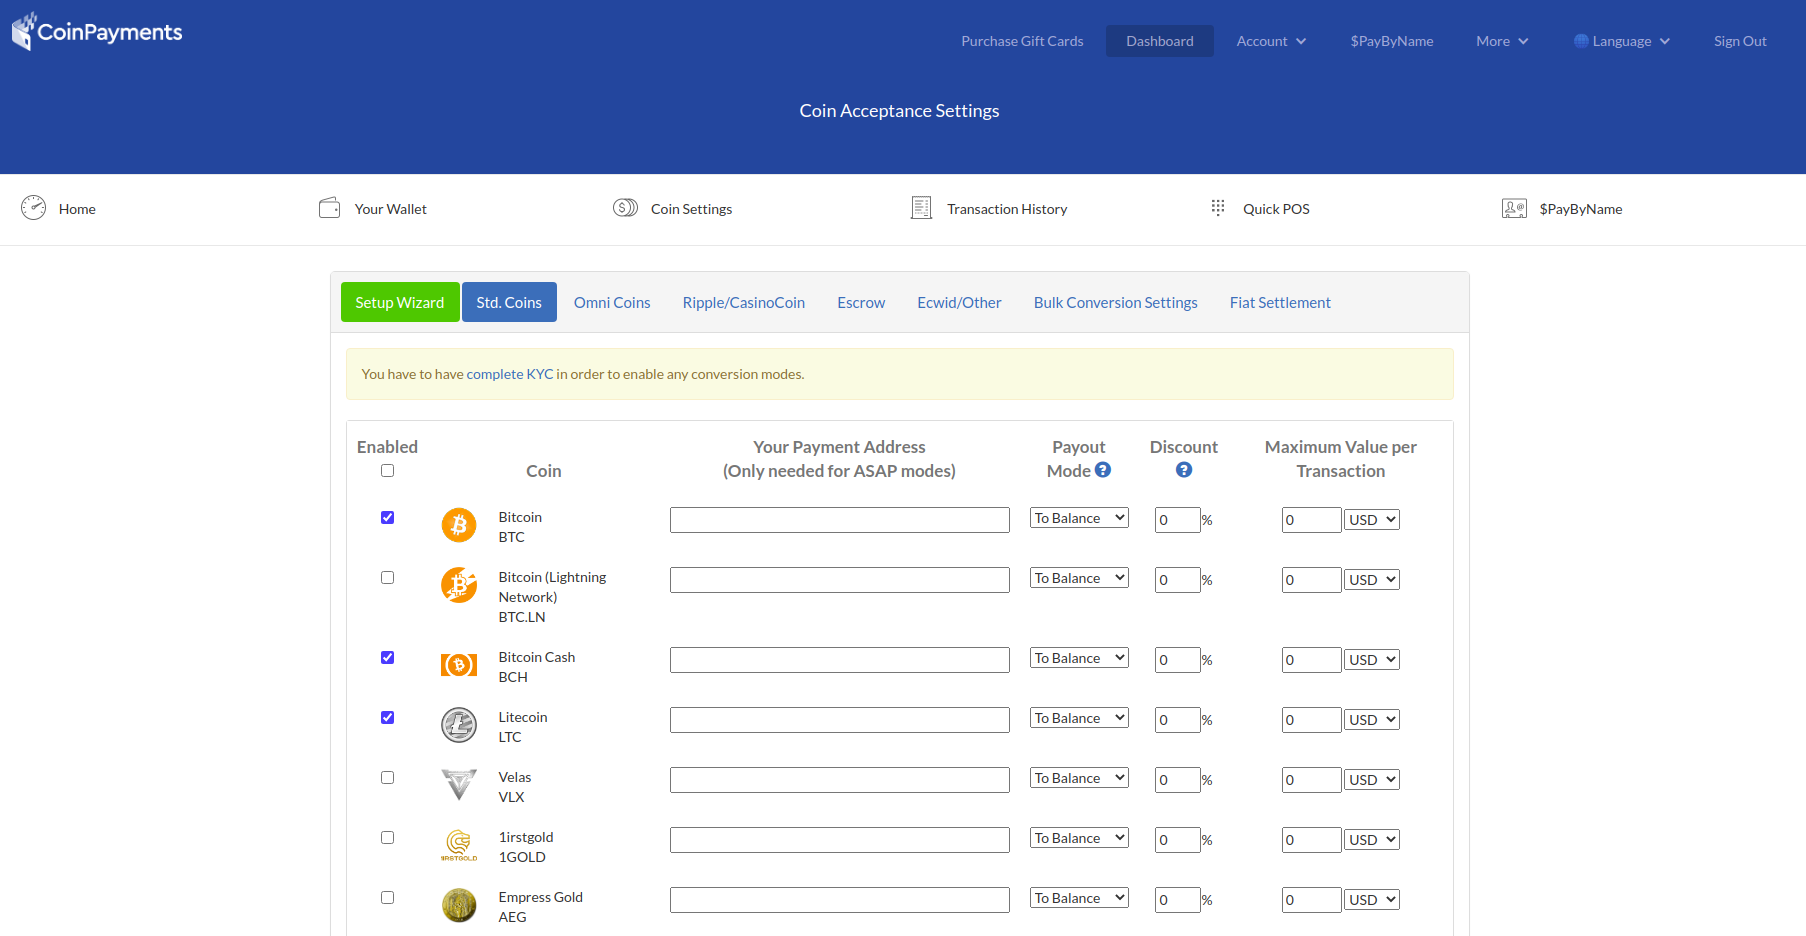 CoinPayments
Purchase Gift Cards Dashboard Account $PayByName More Language Sign Out
Coin Acceptance Settings
Home Your Wallet Coin Settings Transaction History Quick POS $PayByName
Setup Wizard Std. Coins Omni Coins Ripple/CasinoCoin Escrow Ecwid/Other Bulk Conversion Settings Fiat Settlement
You have to have complete KYC in order to enable any conversion modes.
Enabled Your Payment Address Payout Discount Maximum Value per
Coin (Only needed for ASAP modes) Mode ? ? Transaction
Bitcoin To Balance 0 % 0 USD
BTC
Bitcoin (Lightning To Balance 0 % 0 USD
Network)
BTC.LN
Bitcoin Cash To Balance 0 % 0 USD
BCH
Litecoin To Balance 0 % 0 USD
LTC
Velas To Balance 0 % 0 USD
VLX
1irstgold To Balance 0 % 0 USD
1RSTGOLD 1GOLD
Empress Gold To Balance 0 % 0 USD
AEG